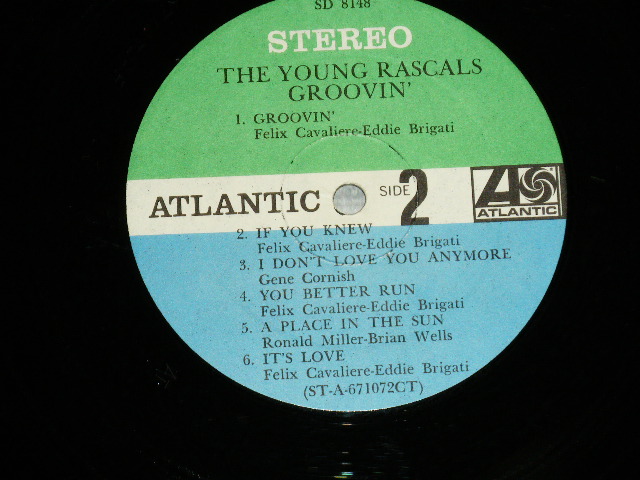 SD 8148
STEREO
THE YOUNG RASCALS
GROOVIN'
1. GROOVIN'
Felix Cavaliere-Eddie Brigati
ATLANTIC
SIDE 2
ATLANTIC
2. IF YOU KNEW
Felix Cavaliere-Eddie Brigati
3. I DON'T LOVE YOU ANYMORE
Gene Cornish
4. YOU BETTER RUN
Felix Cavaliere-Eddie Brigati
5. A PLACE IN THE SUN
Ronald Miller-Brian Wells
6. IT'S LOVE
Felix Cavaliere-Eddie Brigati
(ST-A-671072CT)